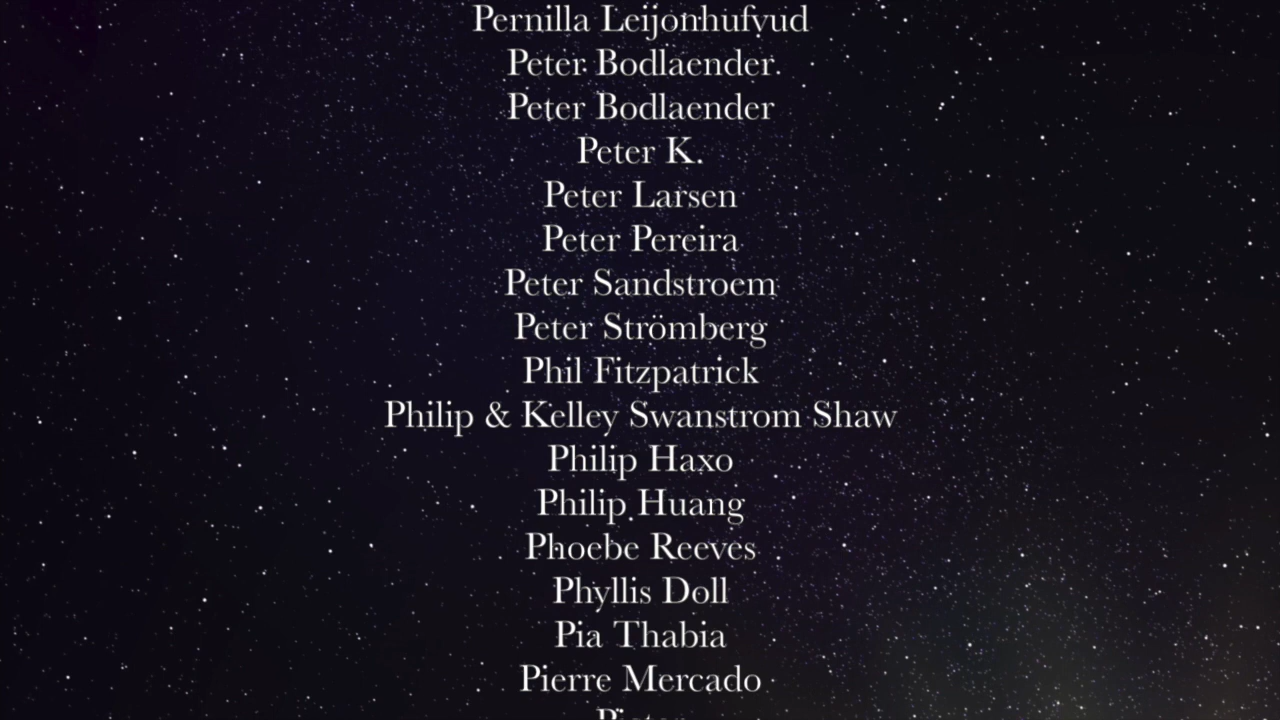 Pernilla Leijonhufvud
Peter Bodlaender
Peter Bodlaender
Peter K.
Peter Larsen
Peter Pereira
Peter Sandstroem
Peter Strömberg
Phil Fitzpatrick
Philip & Kelley Swanstrom Shaw
Philip Haxo
Philip Huang
Phoebe Reeves
Phyllis Doll
Pia Thabia
Pierre Mercado